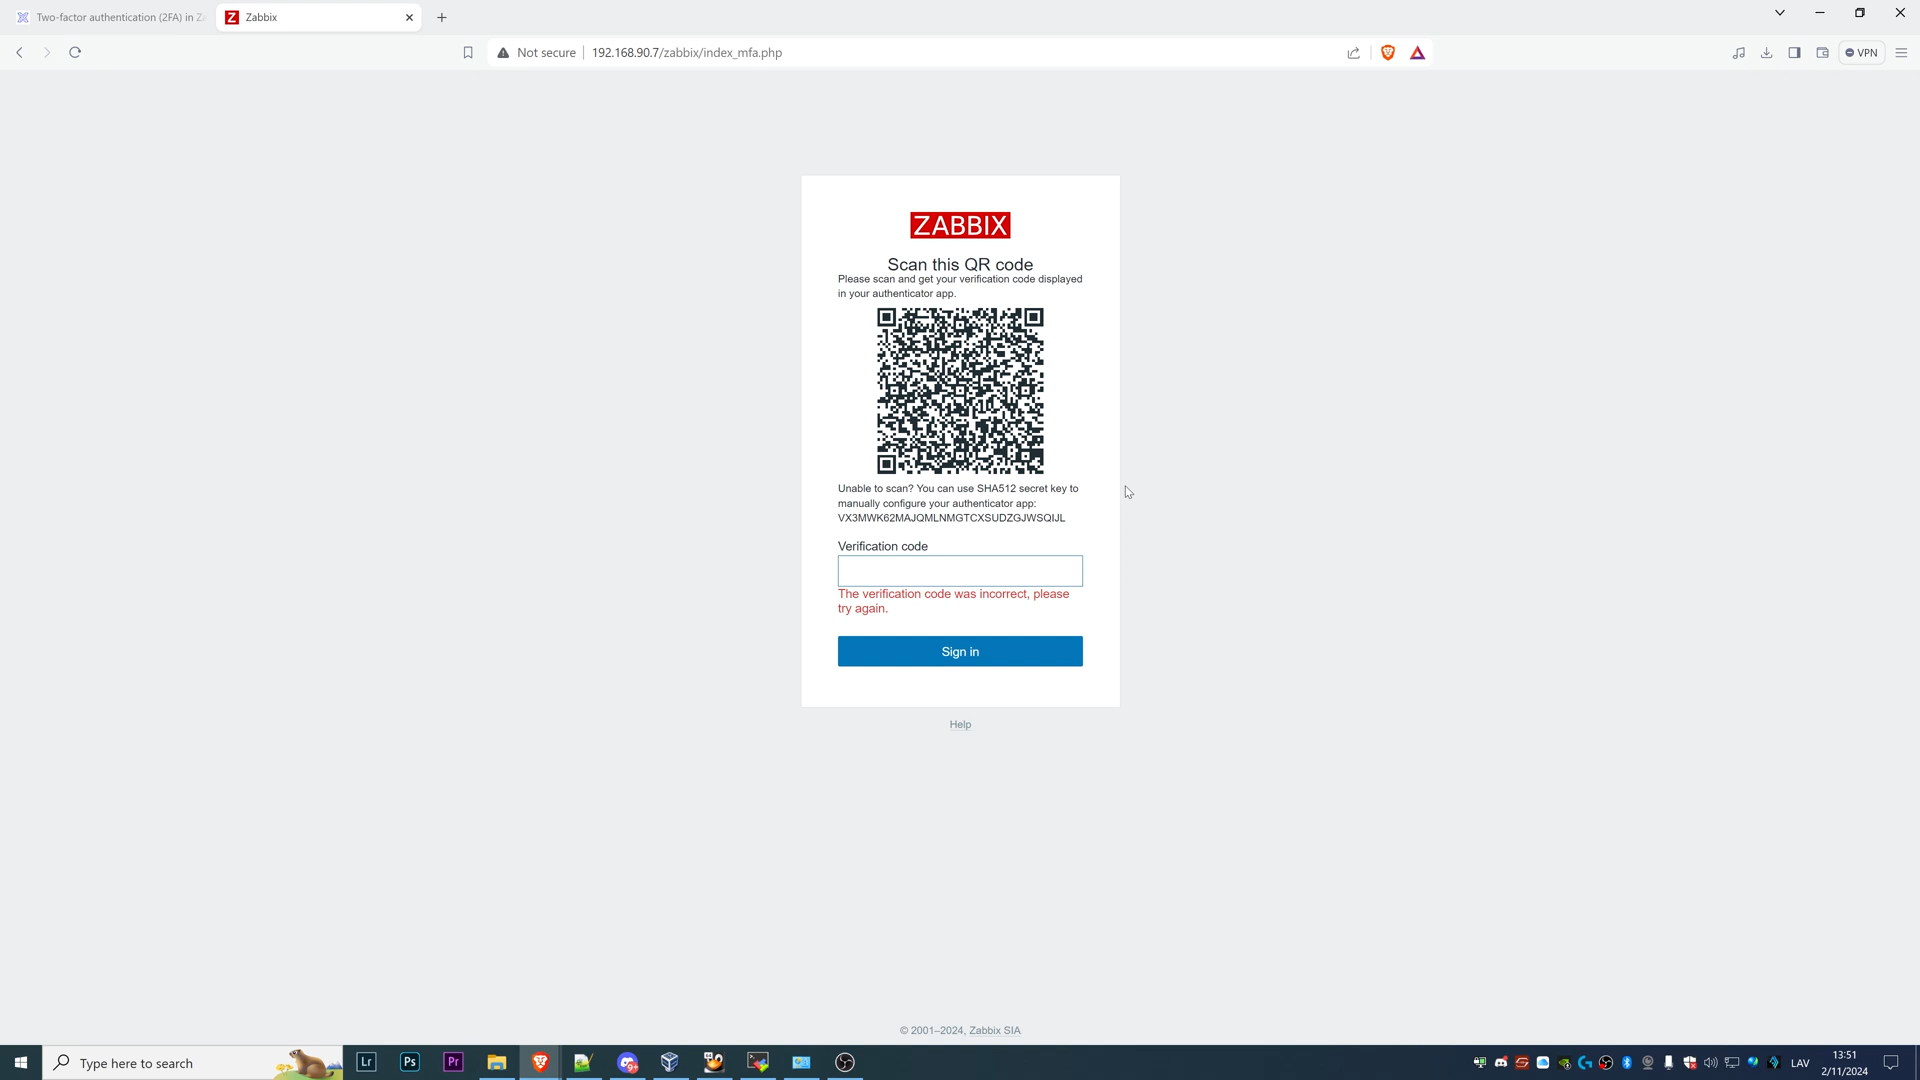 Two-factor authentication (2FA) in Za
Zabbix
Not secure
192.168.90.7/zabbix/index_mfa.php
VPN
ZABBIX
Scan this QR code
Please scan and get your verification code displayed
in your authenticator app.
Unable to scan? You can use SHA512 secret key to
manually configure your authenticator app:
VX3MWK62MAJQMLNMGTCXSUDZGJWSQIJL
Verification code
The verification code was incorrect, please
try again.
Sign in
Help
© 2001–2024, Zabbix SIA
Type here to search
Lr
Ps
Pr
9+
LAV
13:51
2/11/2024